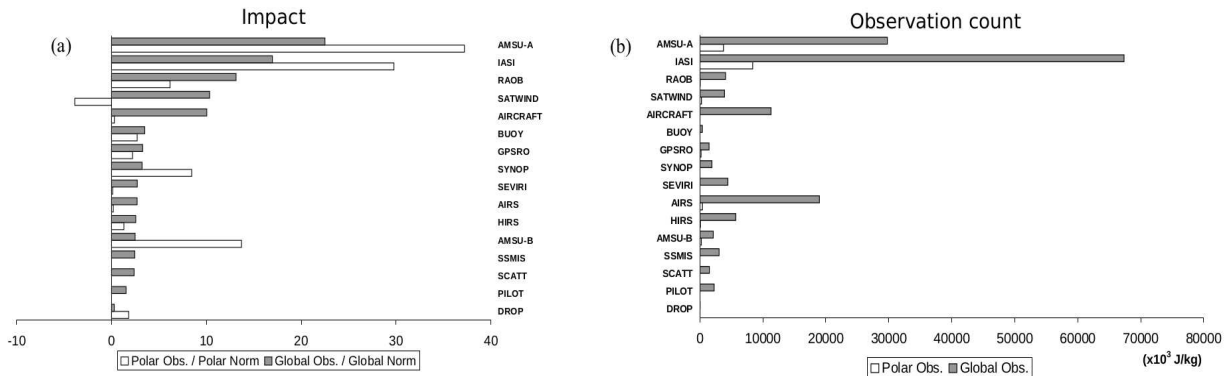 Impact
(a)
AMSU-A
IASI
RAOB
SATWIND
AIRCRAFT
BUOY
GPSRO
SYNOP
SEVIRI
AIRS
HIRS
AMSU-B
SSMIS
SCATT
PILOT
DROP
-10 0 10 20 30 40
Polar Obs. / Polar Norm Global Obs. / Global Norm
Observation count
(b)
AMSU-A
IASI
RAOB
SATWIND
AIRCRAFT
BUOY
GPSRO
SYNOP
SEVIRI
AIRS
HIRS
AMSU-B
SSMIS
SCATT
PILOT
DROP
0 10000 20000 30000 40000 50000 60000 70000 80000
(x10³ J/kg)
Polar Obs. Global Obs.